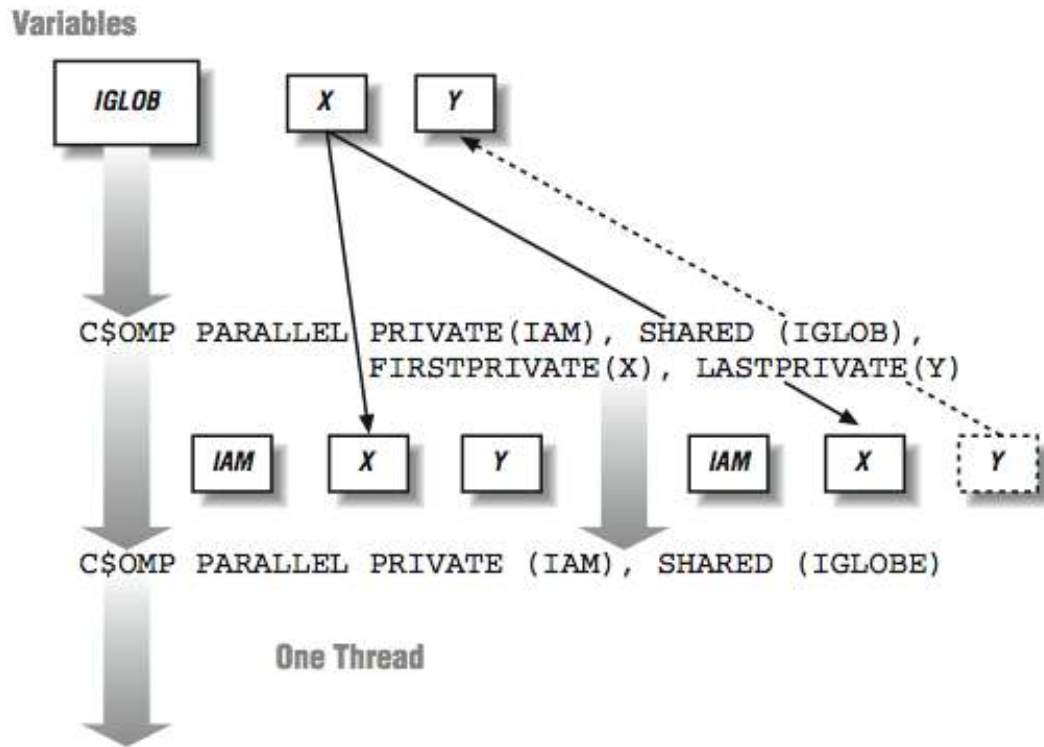 Variables
IGLOB X Y
C$OMP PARALLEL PRIVATE(IAM), SHARED (IGLOB),
FIRSTPRIVATE(X), LASTPRIVATE(Y)
IAM X Y IAM X Y
C$OMP PARALLEL PRIVATE (IAM), SHARED (IGLOBE)
One Thread